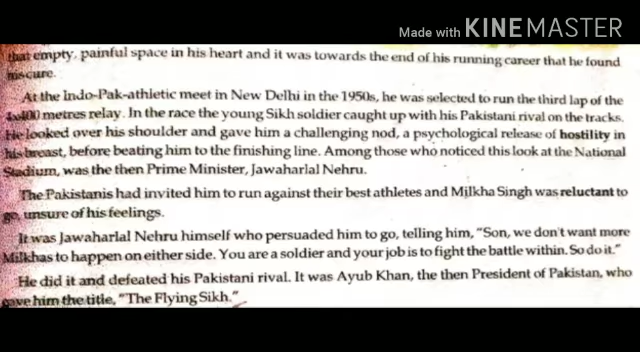 Made with KINEMASTER
that empty, painful space in his heart and it was towards the end of his running career that he found
his cure.
At the Indo-Pak-athletic meet in New Delhi in the 1950s, he was selected to run the third lap of the
4x400 metres relay. In the race the young Sikh soldier caught up with his Pakistani rival on the tracks.
He looked over his shoulder and gave him a challenging nod, a psychological release of hostility in
his breast, before beating him to the finishing line. Among those who noticed this look at the National
Stadium, was the then Prime Minister, Jawaharlal Nehru.
The Pakistanis had invited him to run against their best athletes and Milkha Singh was reluctant to
go, unsure of his feelings.
It was Jawaharlal Nehru himself who persuaded him to go, telling him, "Son, we don't want more
Milkhas to happen on either side. You are a soldier and your job is to fight the battle within. So do it."
He did it and defeated his Pakistani rival. It was Ayub Khan, the then President of Pakistan, who
gave him the title, "The Flying Sikh."